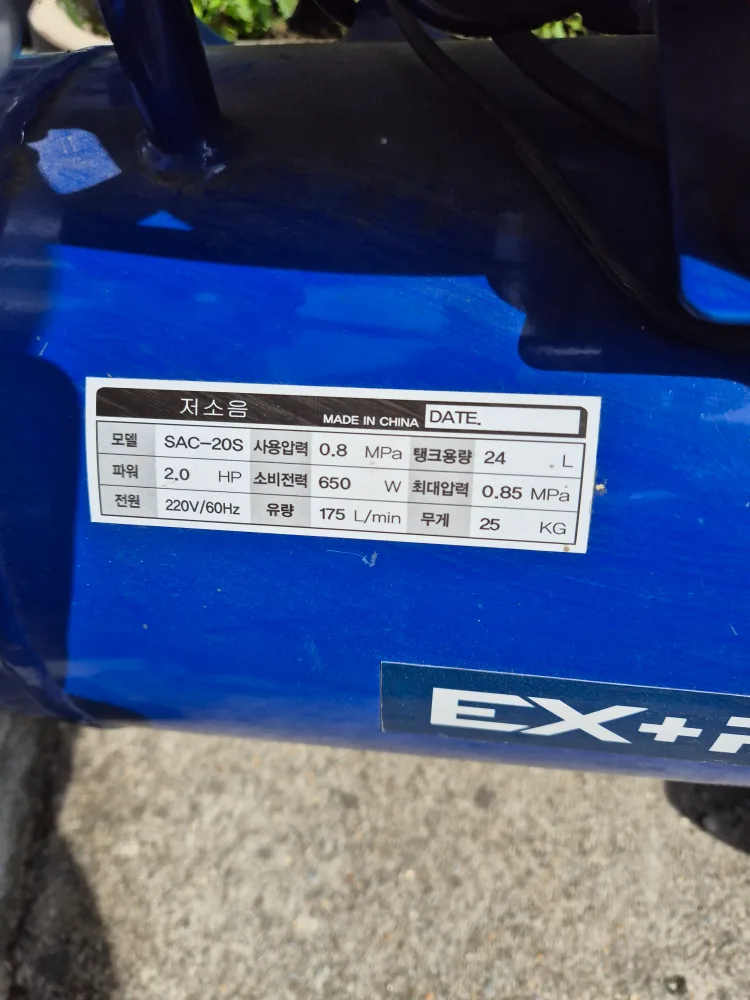 저소음 MADE IN CHINA DATE.
모델 SAC-20S 사용압력 0.8 MPa 탱크용량 24 L
파워 2.0 HP 소비전력 650 W 최대압력 0.85 MPa
전원 220V/60Hz 유량 175 L/min 무게 25 KG
EX+